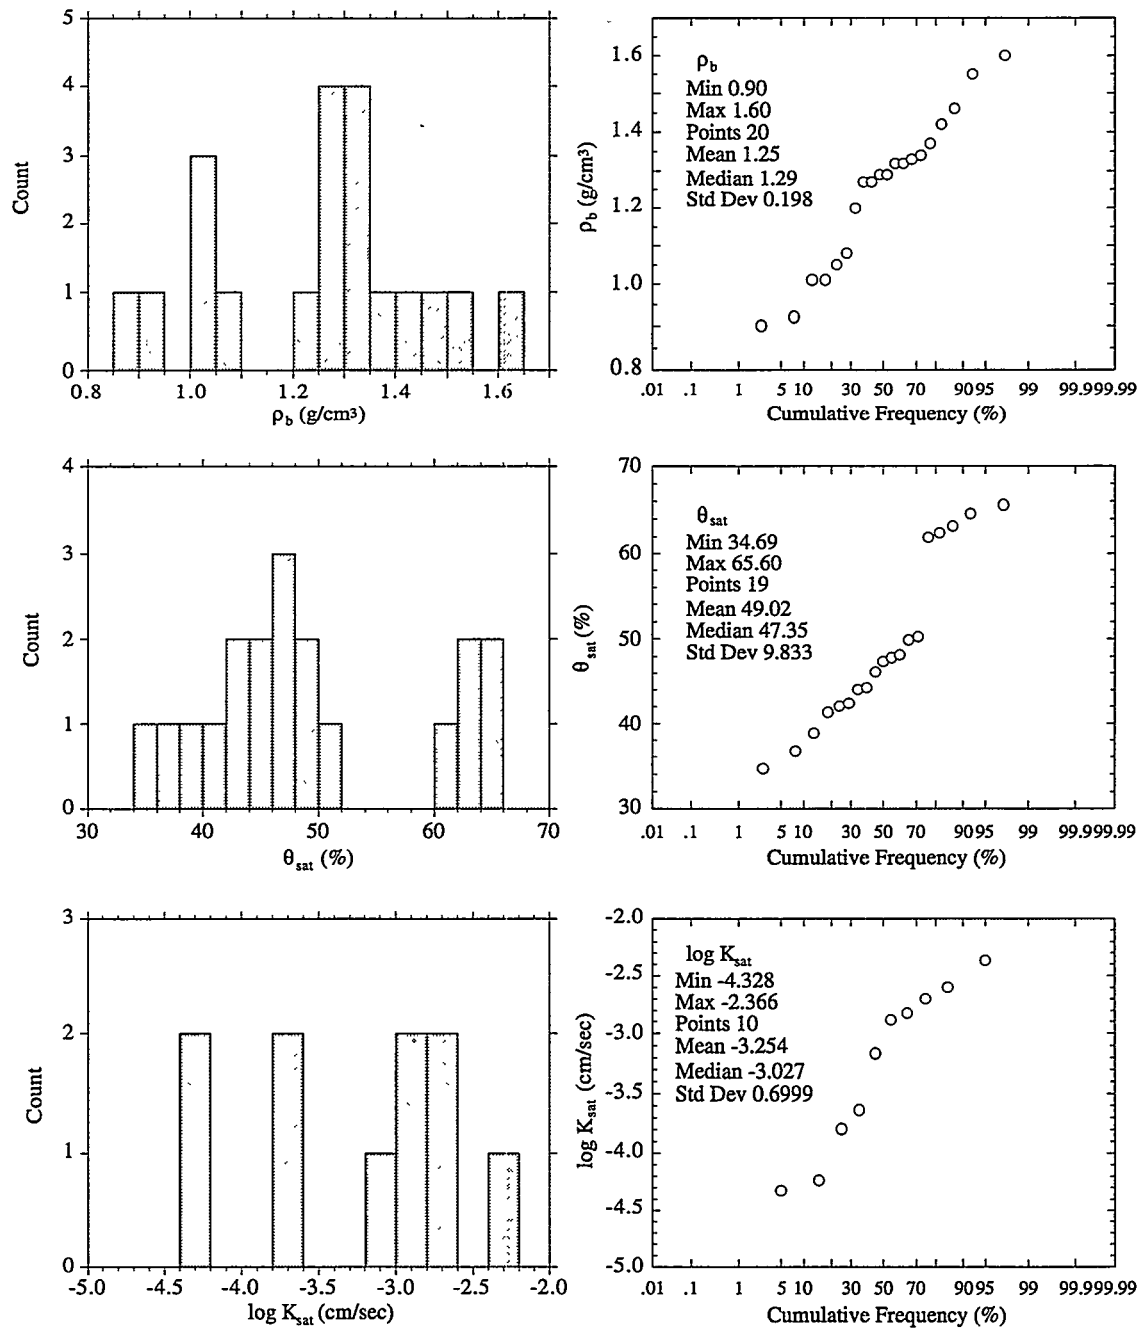 5
4
3
2
1
0
Count
0.8 1.0 1.2 1.4 1.6
ρb (g/cm³)
1.6
1.4
1.2
1.0
0.8
ρb (g/cm³)
ρb
Min 0.90
Max 1.60
Points 20
Mean 1.25
Median 1.29
Std Dev 0.198
.01 .1 1 5 10 30 50 70 90 95 99 99.999.99
Cumulative Frequency (%)
4
3
2
1
0
Count
30 40 50 60 70
θsat (%)
70
60
50
40
30
θsat (%)
θsat
Min 34.69
Max 65.60
Points 19
Mean 49.02
Median 47.35
Std Dev 9.833
.01 .1 1 5 10 30 50 70 90 95 99 99.999.99
Cumulative Frequency (%)
3
2
1
0
Count
-5.0 -4.5 -4.0 -3.5 -3.0 -2.5 -2.0
log Ksat (cm/sec)
-2.0
-2.5
-3.0
-3.5
-4.0
-4.5
-5.0
log Ksat (cm/sec)
log Ksat
Min -4.328
Max -2.366
Points 10
Mean -3.254
Median -3.027
Std Dev 0.6999
.01 .1 1 5 10 30 50 70 90 95 99 99.999.99
Cumulative Frequency (%)